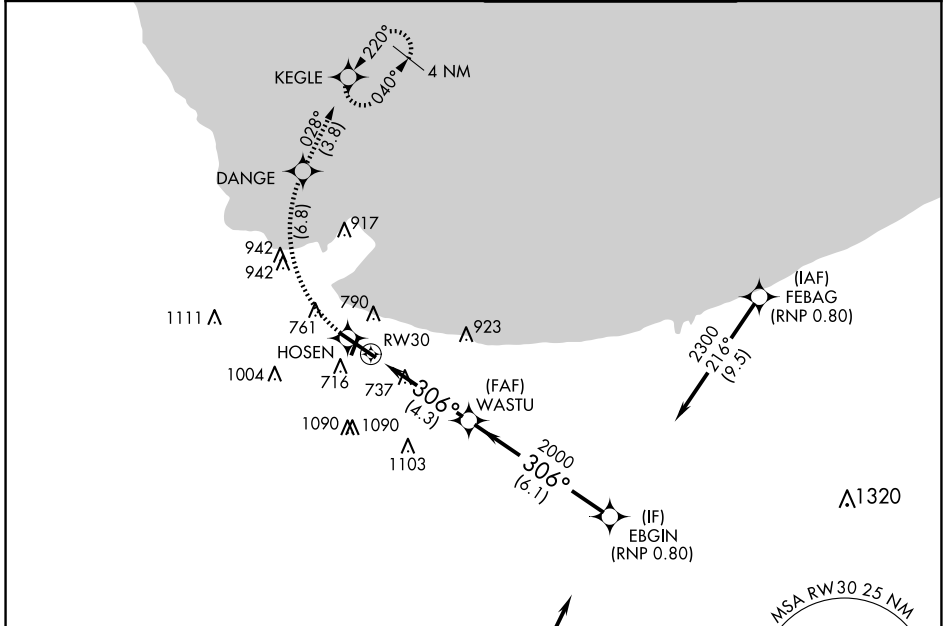 220°
KEGLE
4 NM
040°
028°
(3.8)
DANGE
(6.8)
917
942
942
(IAF)
FEBAG
(RNP 0.80)
790
1111
761
923
RW30
HOSEN
2300
216°
(9.5)
1004
716
737
306°
(4.3)
(FAF)
WASTU
1090
1090
1103
2000
306°
(6.1)
1320
(IF)
EBGIN
(RNP 0.80)
MSA RW30 25 NM